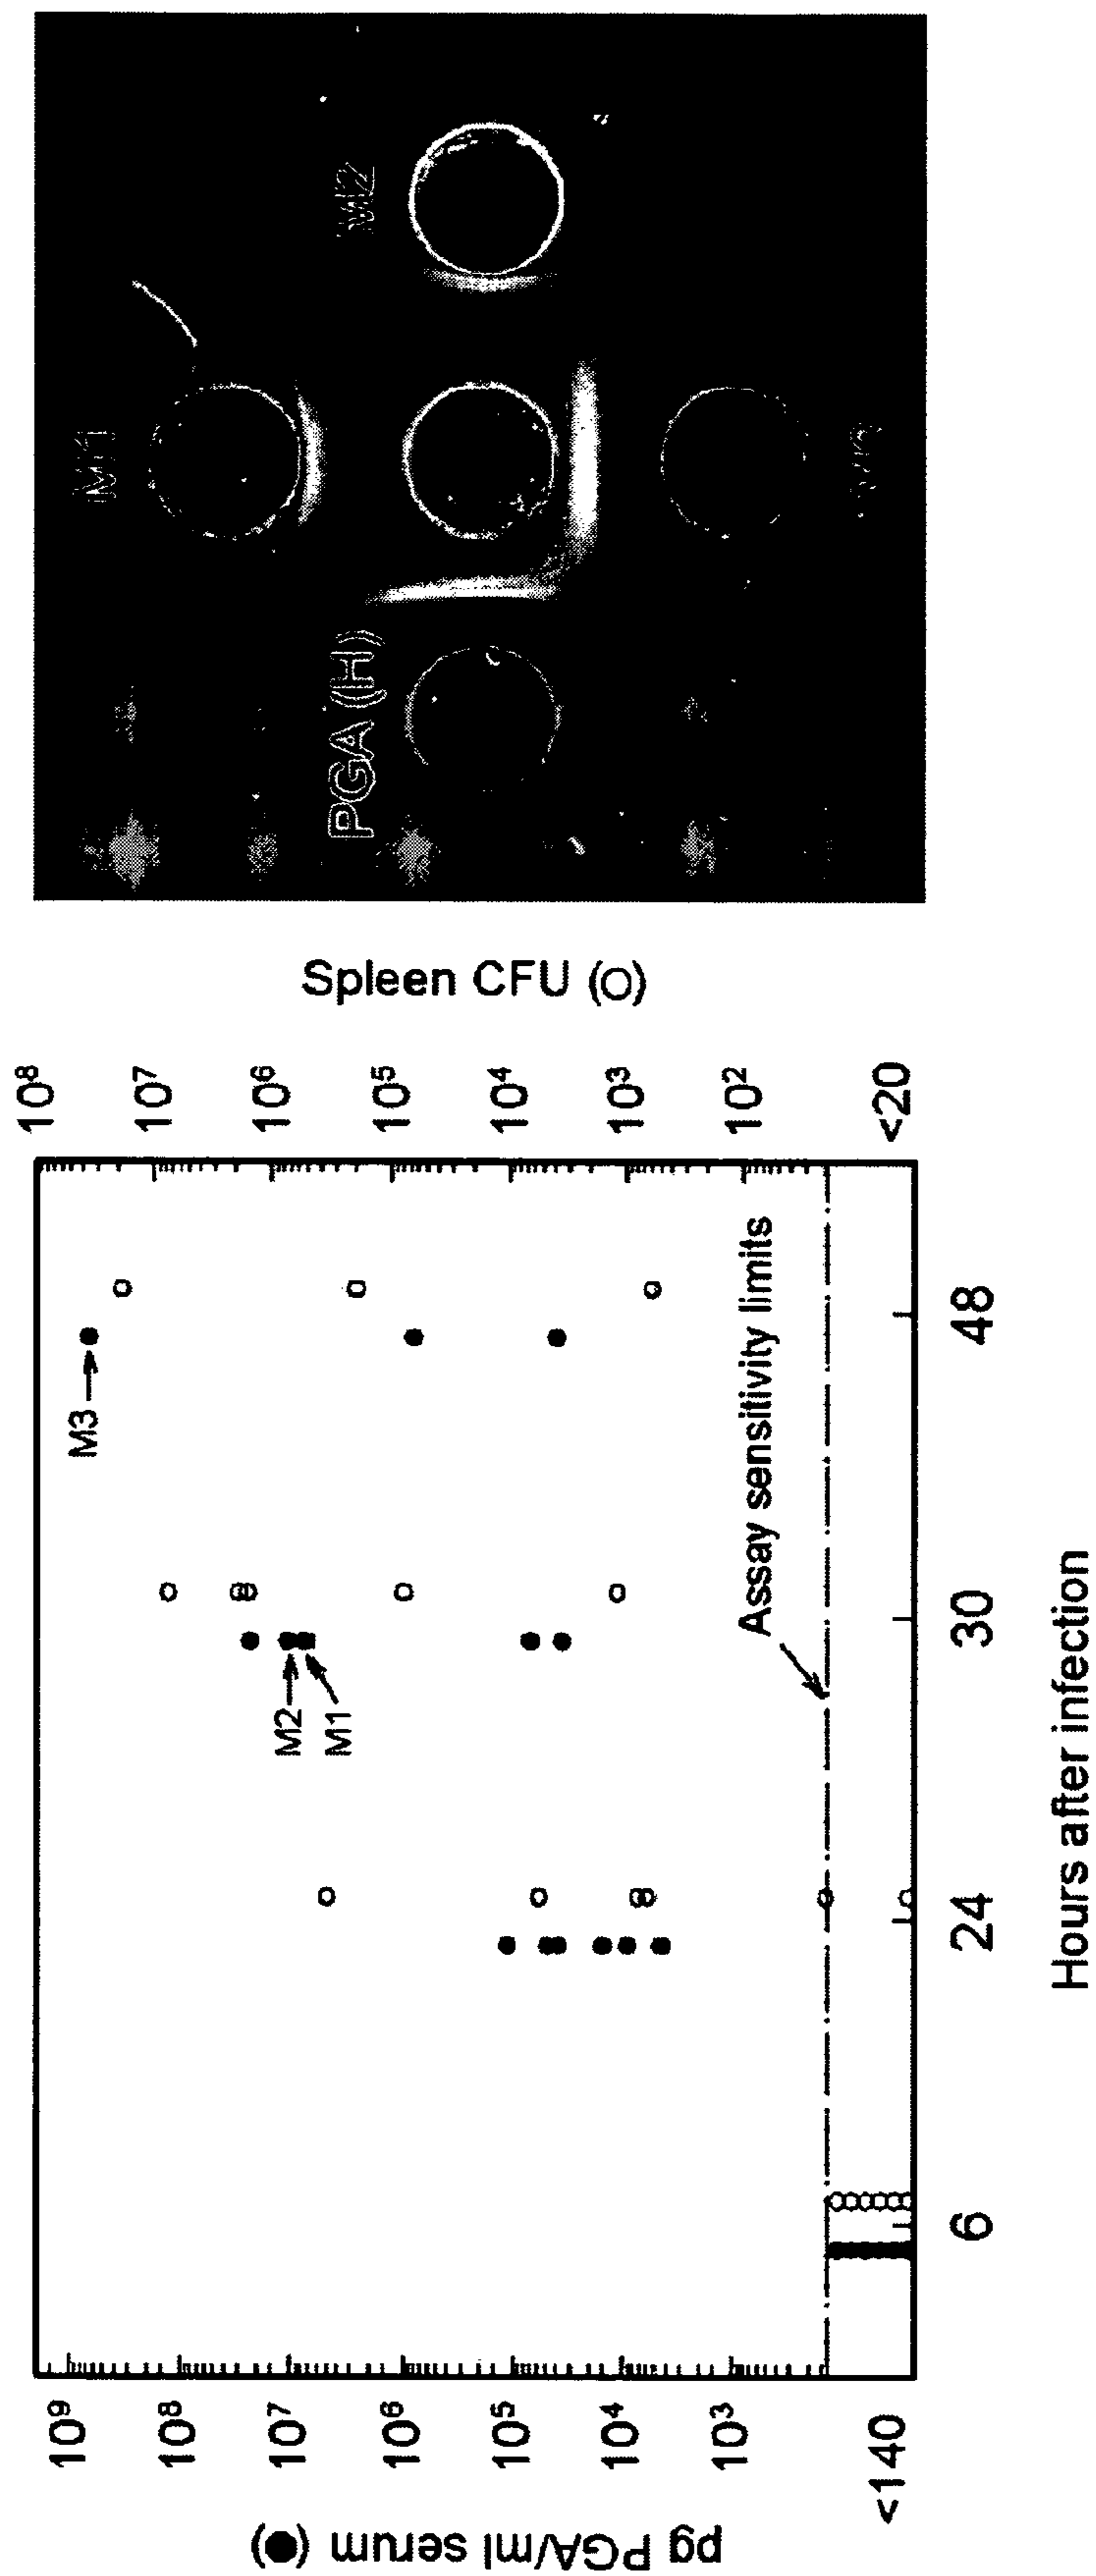 pg PGA/ml serum (●)
10⁹
10⁸
10⁷
10⁶
10⁵
10⁴
10³
<140
M3
M2
M1
Assay sensitivity limits
6
24
30
48
Hours after infection
10⁸
10⁷
10⁶
10⁵
10⁴
10³
10²
<20
Spleen CFU (○)
M1
PGA (H)
M2